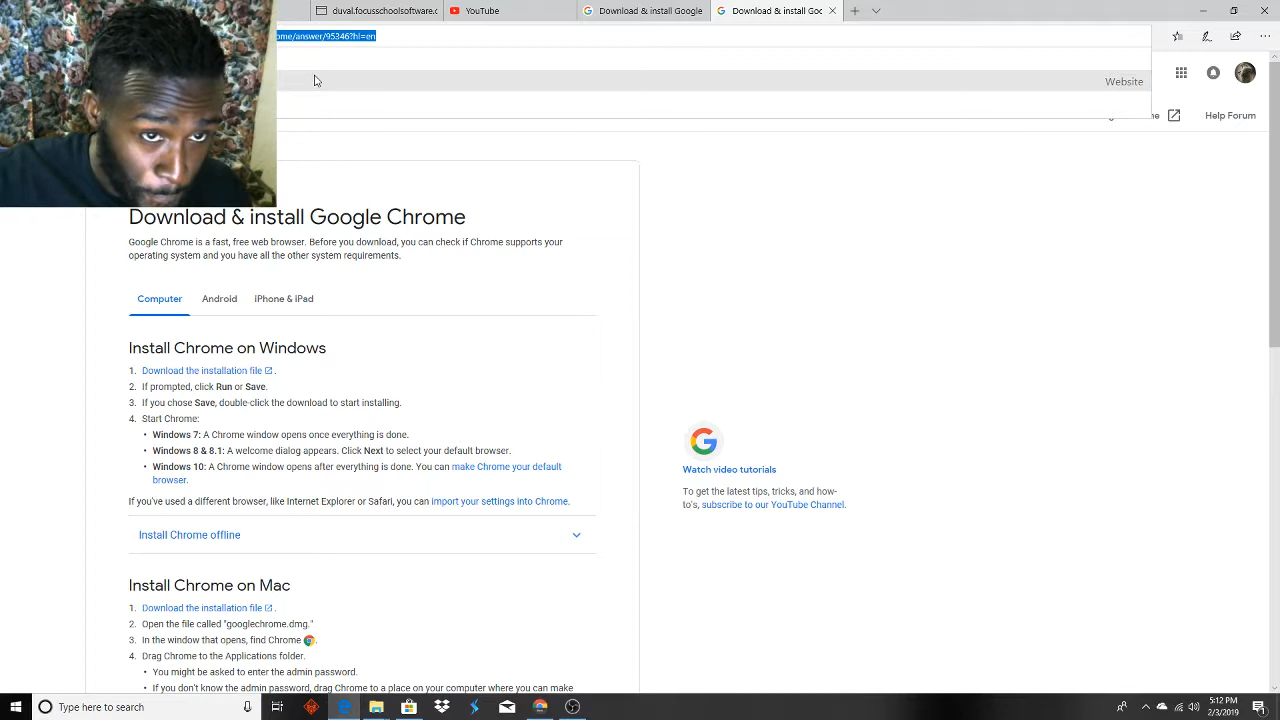 duval.focusschoolsoftware.c
YouTube
Download & install Google
Download & install Goo
ome/answer/95346?hl=en
Website
Help Forum
Download & install Google Chrome
Google Chrome is a fast, free web browser. Before you download, you can check if Chrome supports your
operating system and you have all the other system requirements.
Computer Android iPhone & iPad
Install Chrome on Windows
1. Download the installation file .
2. If prompted, click Run or Save.
3. If you chose Save, double-click the download to start installing.
4. Start Chrome:
• Windows 7: A Chrome window opens once everything is done.
• Windows 8 & 8.1: A welcome dialog appears. Click Next to select your default browser.
• Windows 10: A Chrome window opens after everything is done. You can make Chrome your default
browser.
If you've used a different browser, like Internet Explorer or Safari, you can import your settings into Chrome.
Install Chrome offline
Install Chrome on Mac
1. Download the installation file .
2. Open the file called "googlechrome.dmg."
3. In the window that opens, find Chrome .
4. Drag Chrome to the Applications folder.
• You might be asked to enter the admin password.
• If you don't know the admin password, drag Chrome to a place on your computer where you can make
Watch video tutorials
To get the latest tips, tricks, and how-
to's, subscribe to our YouTube Channel.
Type here to search
5:12 PM
2/3/2019